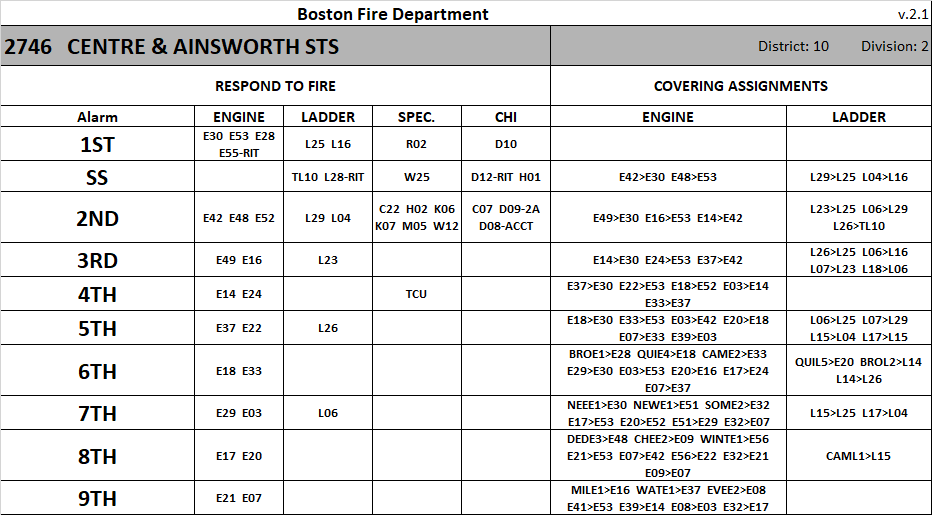 Boston Fire Department v.2.1
2746 CENTRE & AINSWORTH STS District: 10 Division: 2
RESPOND TO FIRE COVERING ASSIGNMENTS
Alarm ENGINE LADDER SPEC. CHI ENGINE LADDER
1ST
E30 E53 E28
E55-RIT
L25 L16
R02
D10
SS
TL10 L28-RIT
W25
D12-RIT H01
E42>E30 E48>E53
L29>L25 L04>L16
2ND
E42 E48 E52
L29 L04
C22 H02 K06
K07 M05 W12
C07 D09-2A
D08-ACCT
E49>E30 E16>E53 E14>E42
L23>L25 L06>L29
L26>TL10
3RD
E49 E16
L23
E14>E30 E24>E53 E37>E42
L26>L25 L06>L16
L07>L23 L18>L06
4TH
E14 E24
TCU
E37>E30 E22>E53 E18>E52 E03>E14
E33>E37
5TH
E37 E22
L26
E18>E30 E33>E53 E03>E42 E20>E18
E07>E33 E39>E03
L06>L25 L07>L29
L15>L04 L17>L15
6TH
E18 E33
BROE1>E28 QUIE4>E18 CAME2>E33
E29>E30 E03>E53 E20>E16 E17>E24
E07>E37
QUIL5>E20 BROL2>L14
L14>L26
7TH
E29 E03
L06
NEEE1>E30 NEWE1>E51 SOME2>E32
E17>E53 E20>E52 E51>E29 E32>E07
L15>L25 L17>L04
8TH
E17 E20
DEDE3>E48 CHEE2>E09 WINTE1>E56
E21>E53 E07>E42 E56>E22 E32>E21
E09>E07
CAML1>L15
9TH
E21 E07
MILE1>E16 WATE1>E37 EVEE2>E08
E41>E53 E39>E14 E08>E03 E32>E17